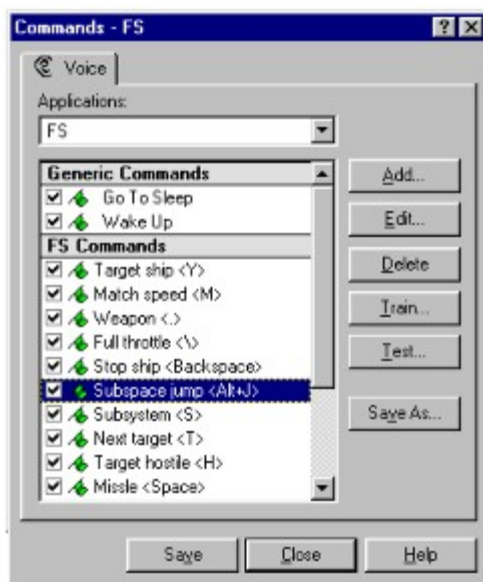 Commands - FS
Voice
Applications:
FS
Generic Commands
Go To Sleep
Wake Up
FS Commands
Target ship <Y>
Match speed <M>
Weapon <.>
Full throttle <\>
Stop ship <Backspace>
Subspace jump <Alt+J>
Subsystem <S>
Next target <T>
Target hostile <H>
Missle <Space>
Add...
Edit...
Delete
Train...
Test...
Save As...
Save
Close
Help